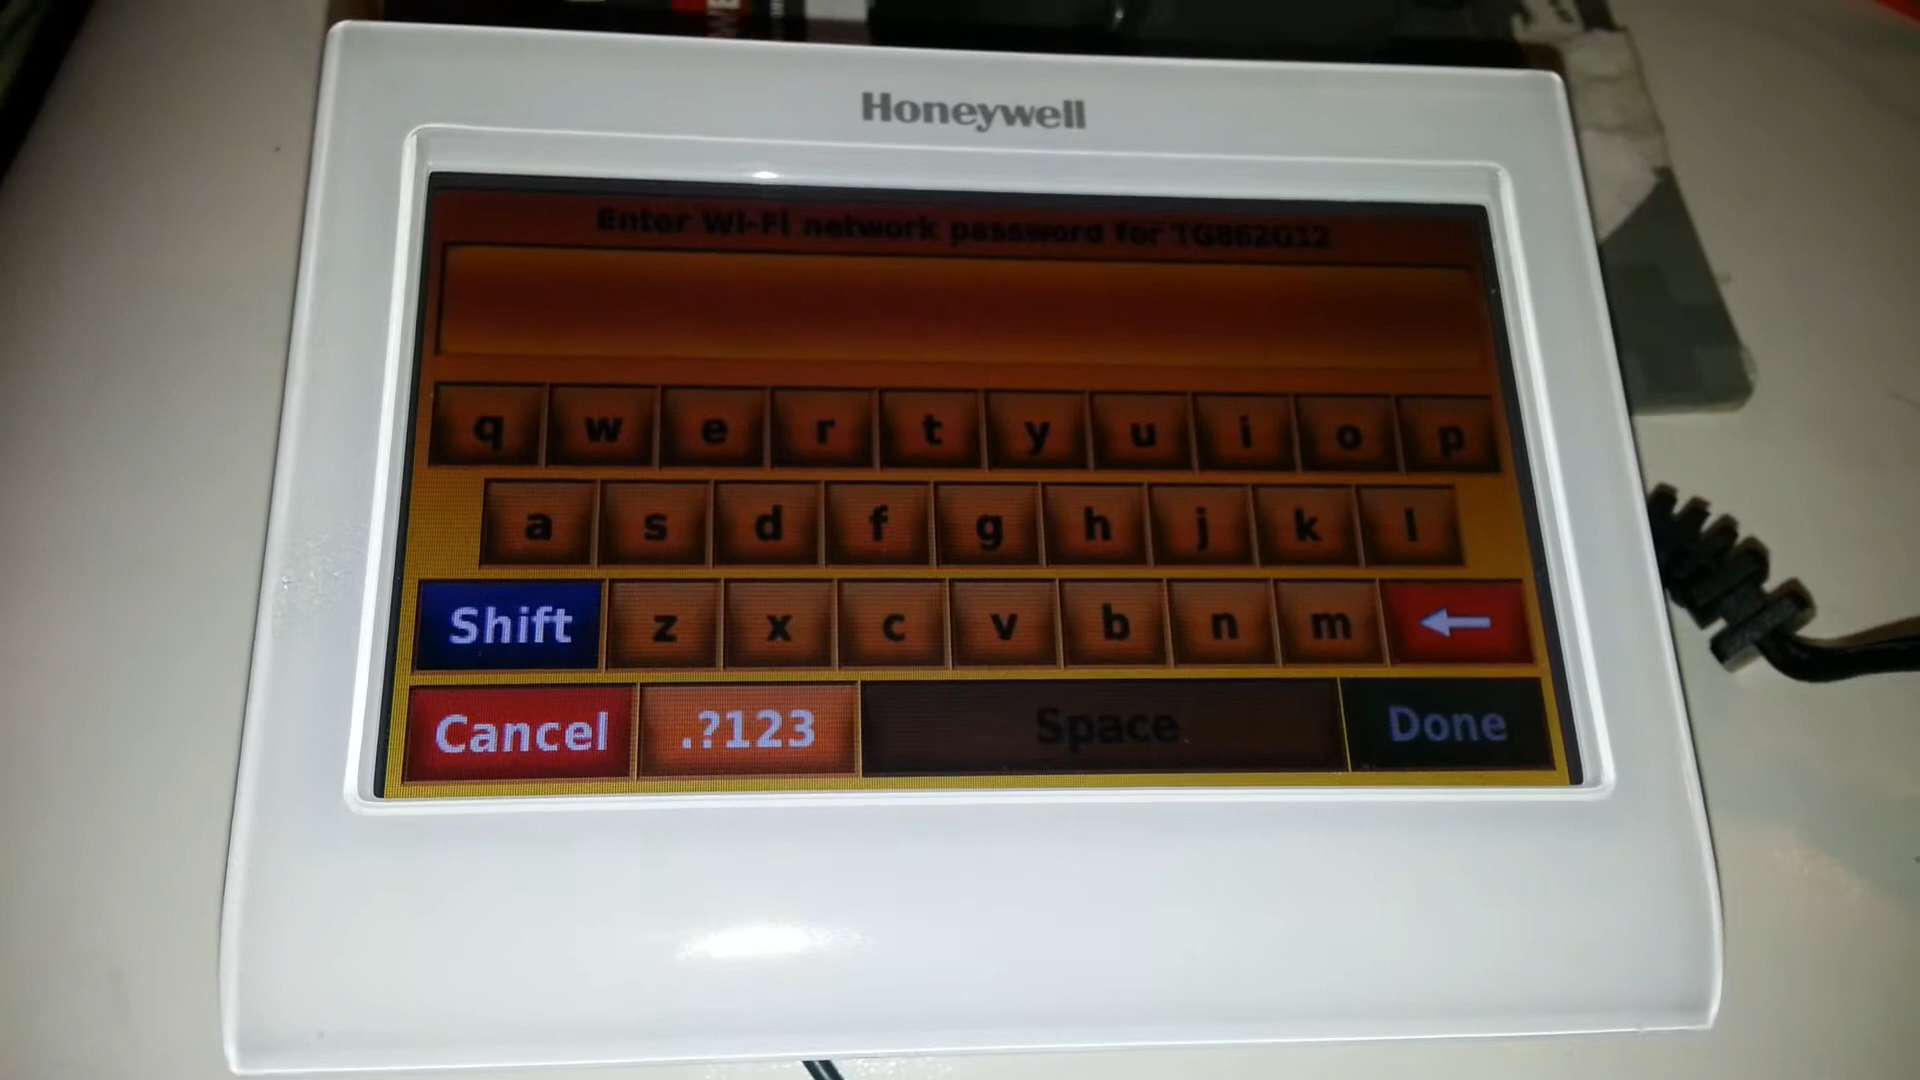 Honeywell
Enter Wi-Fi network password for TG862G12
q w e r t y u i o p
a s d f g h j k l
Shift z x c v b n m ←
Cancel .?123 Space Done